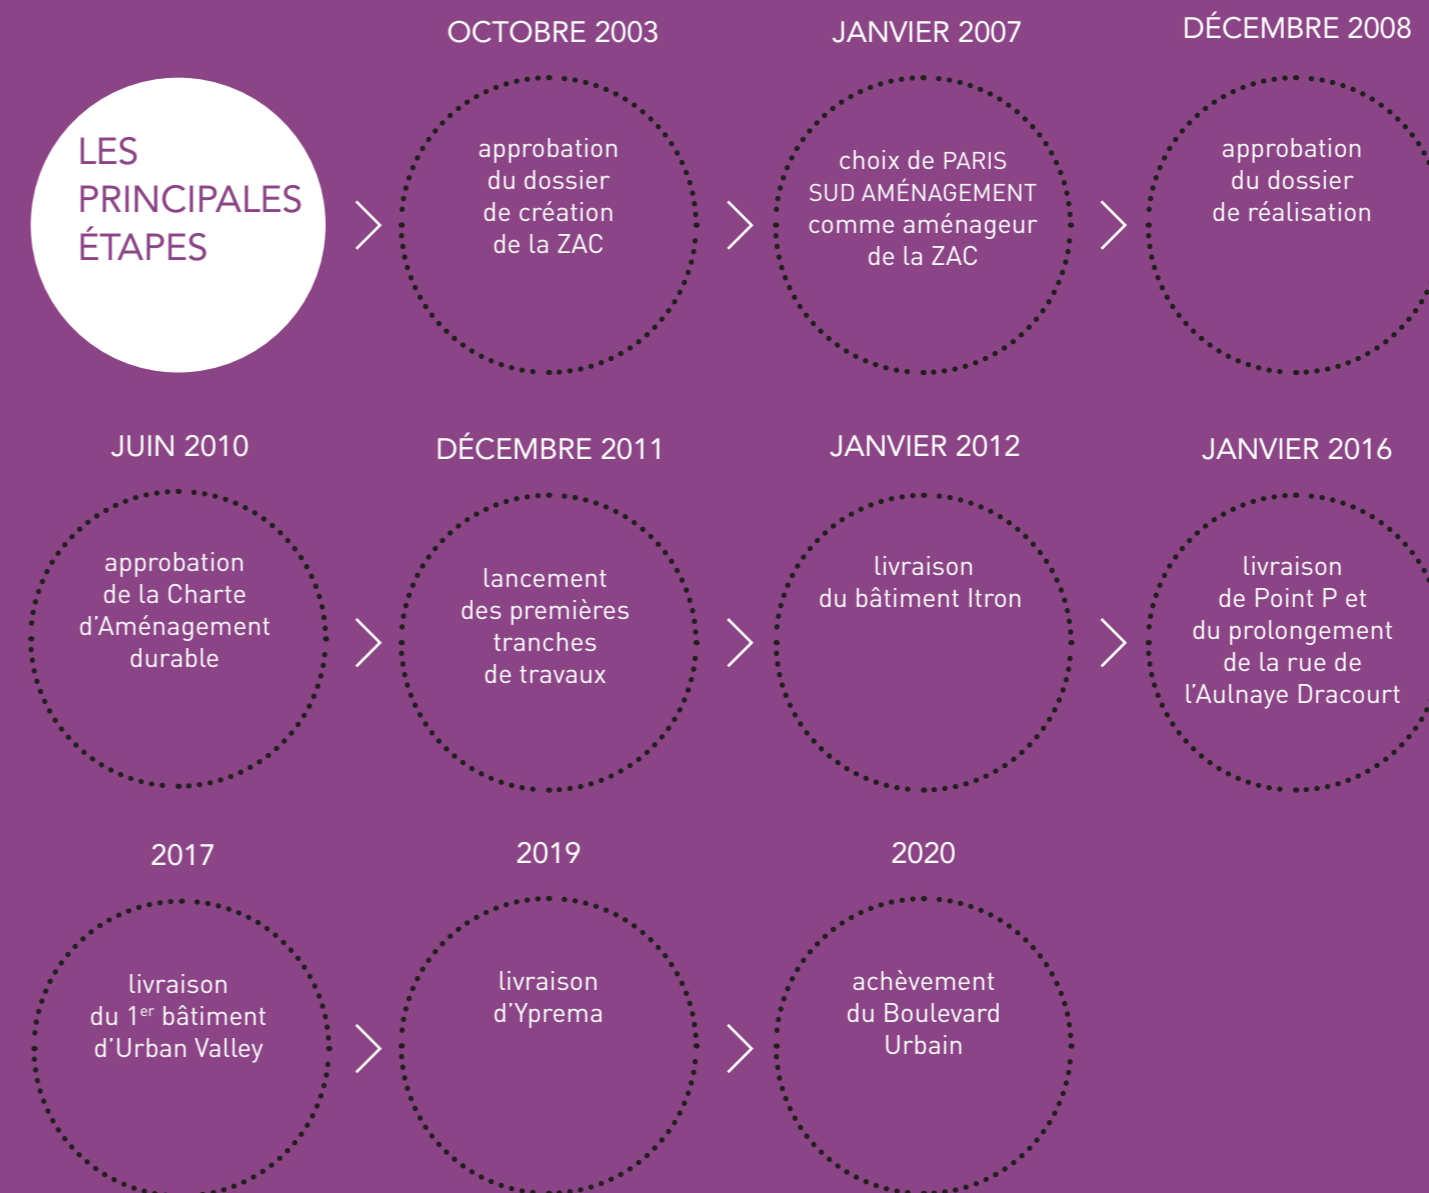 LES
PRINCIPALES
ÉTAPES
OCTOBRE 2003
approbation
du dossier
de création
de la ZAC
JANVIER 2007
choix de PARIS
SUD AMÉNAGEMENT
comme aménageur
de la ZAC
DÉCEMBRE 2008
approbation
du dossier
de réalisation
JUIN 2010
approbation
de la Charte
d’Aménagement
durable
DÉCEMBRE 2011
lancement
des premières
tranches
de travaux
JANVIER 2012
livraison
du bâtiment Itron
JANVIER 2016
livraison
de Point P et
du prolongement
de la rue de
l’Aulnaye Dracourt
2017
livraison
du 1er bâtiment
d’Urban Valley
2019
livraison
d’Yprema
2020
achèvement
du Boulevard
Urbain